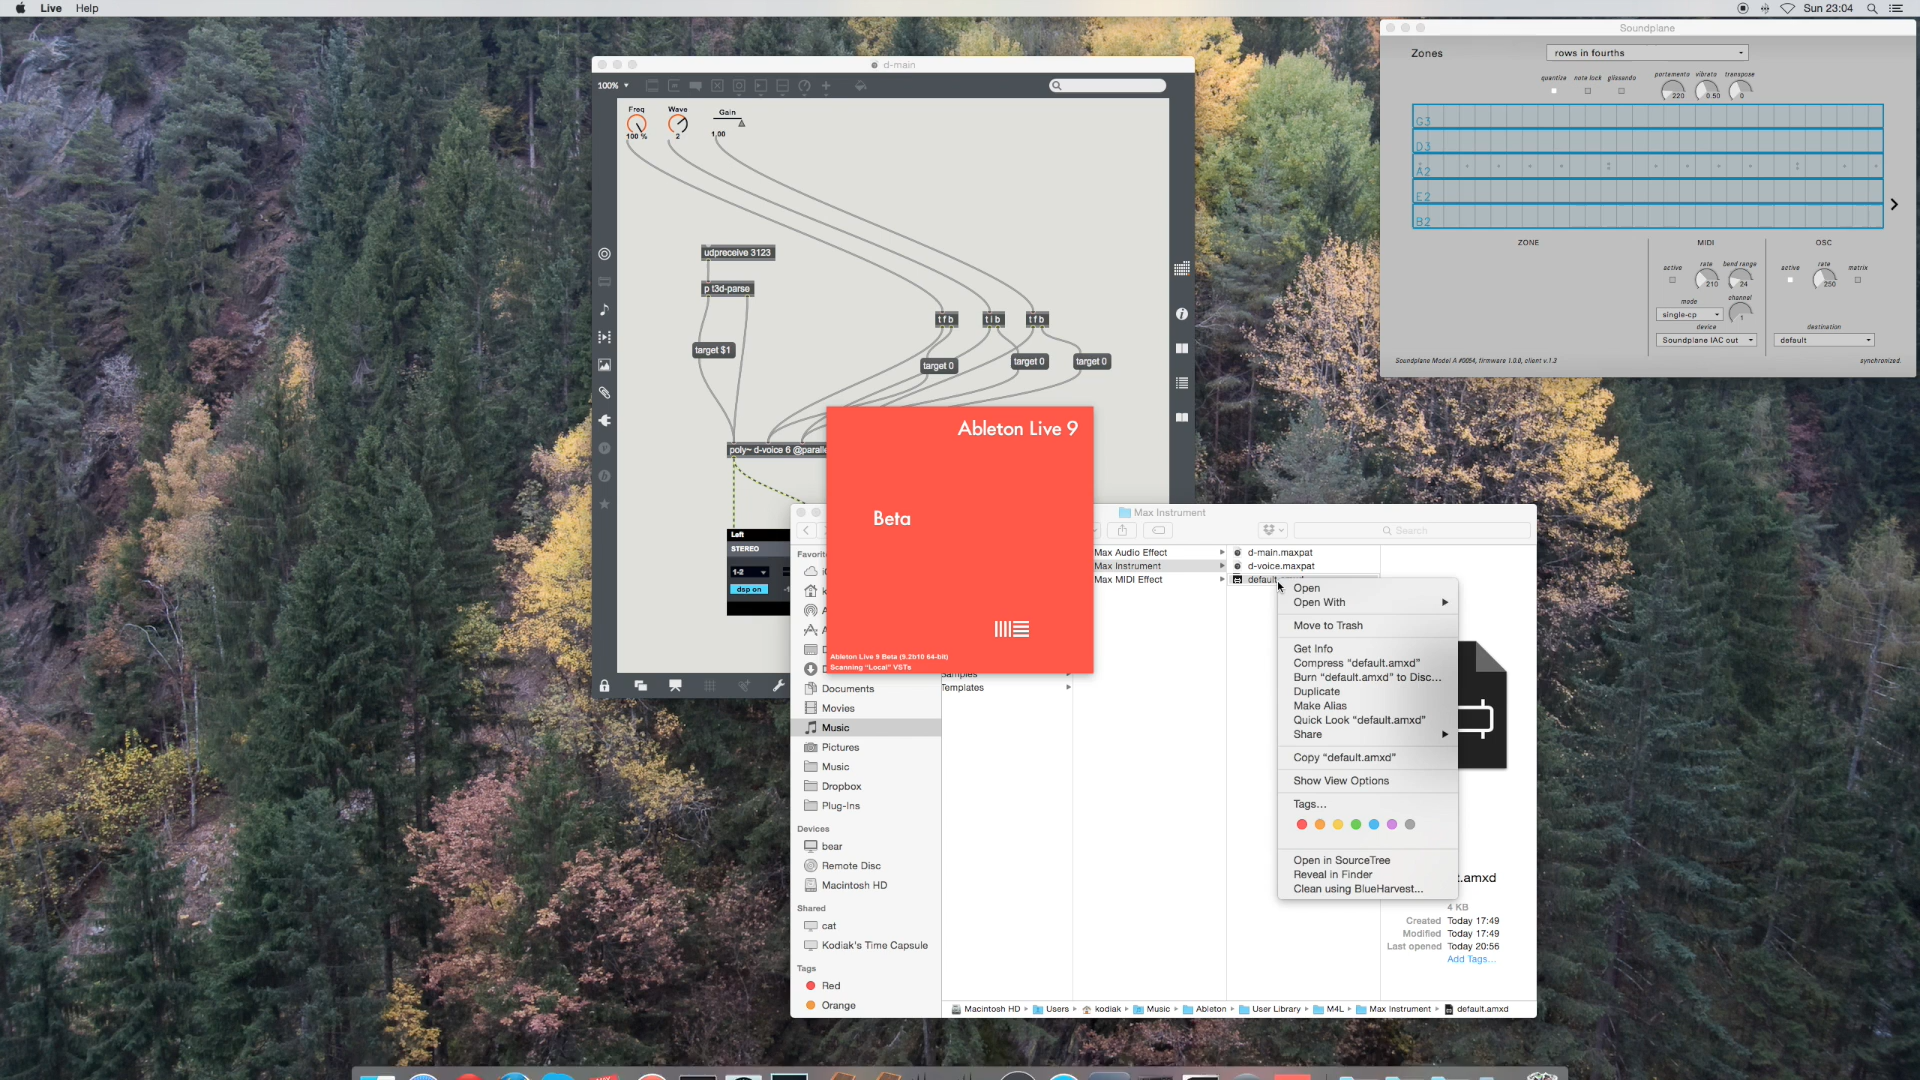 Live Help
Sun 23:04
d-main
100%
Freq
Wave
Gain
100 %
2
1.00
udpreceive 3123
p t3d-parse
target $1
t f b
t i b
t f b
target 0
target 0
target 0
poly~ d-voice 6 @paralle
Left
STEREO
1-2
dsp on
Ableton Live 9
Beta
Ableton Live 9 Beta (9.2b10 64-bit)
Scanning "Local" VSTs
Soundplane
Zones
rows in fourths
quantize note lock glissando
portamento vibrato transpose
220 0.50 0
G3
D3
A2
E2
B2
ZONE
MIDI
OSC
active rate bend range
210 24
mode
channel
single-cp
1
device
Soundplane IAC out
active rate matrix
250
destination
default
Soundplane Model A #0054, firmware 1.0.0, client v.1.3
synchronized.
Max Instrument
Search
Favorit
Documents
Movies
Music
Pictures
Music
Dropbox
Plug-Ins
Devices
bear
Remote Disc
Macintosh HD
Shared
cat
Kodiak's Time Capsule
Tags
Red
Orange
Samples
Templates
Max Audio Effect
Max Instrument
Max MIDI Effect
d-main.maxpat
d-voice.maxpat
default.amxd
Open
Open With
Move to Trash
Get Info
Compress "default.amxd"
Burn "default.amxd" to Disc...
Duplicate
Make Alias
Quick Look "default.amxd"
Share
Copy "default.amxd"
Show View Options
Tags...
Open in SourceTree
Reveal in Finder
Clean using BlueHarvest...
t.amxd
4 KB
Created Today 17:49
Modified Today 17:49
Last opened Today 20:56
Add Tags...
Macintosh HD Users kodiak Music Ableton User Library M4L Max Instrument default.amxd